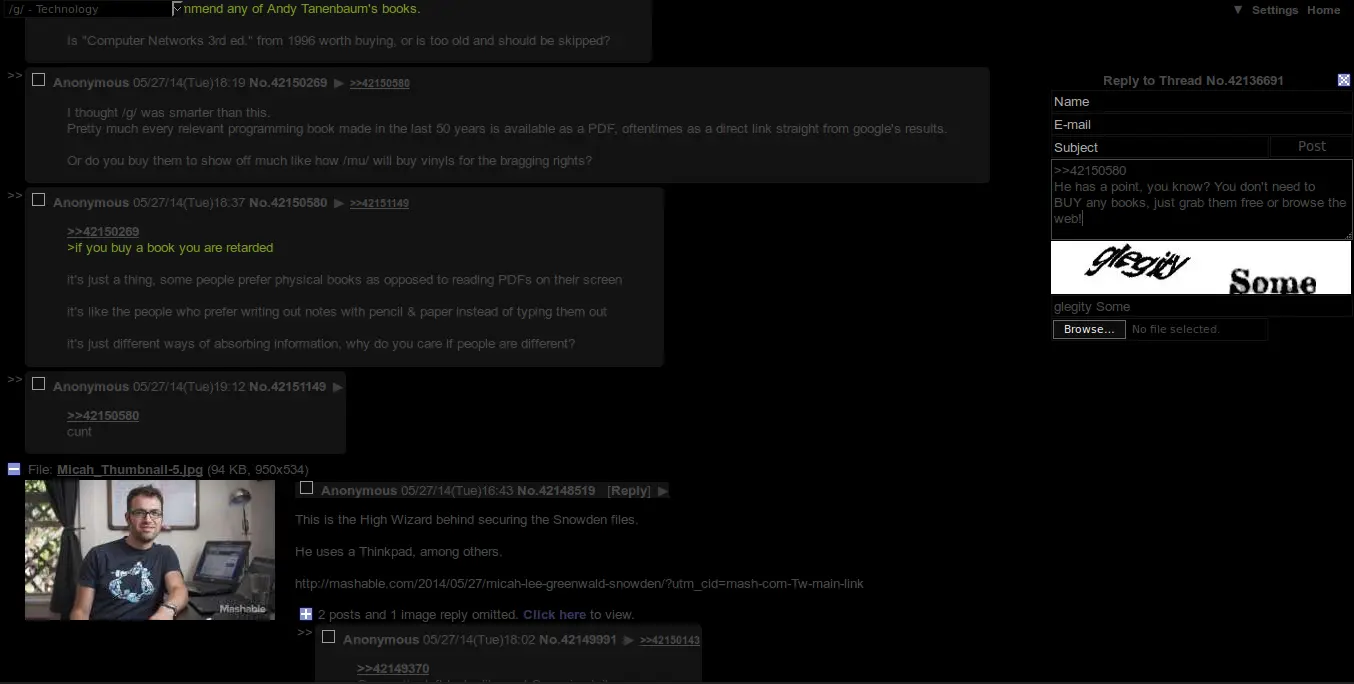 /g/ - Technology
mmend any of Andy Tanenbaum's books.
▼ Settings Home
Is "Computer Networks 3rd ed." from 1996 worth buying, or is too old and should be skipped?
>> Anonymous 05/27/14(Tue)18:19 No.42150269 ▶ >>42150580
I thought /g/ was smarter than this.
Pretty much every relevant programming book made in the last 50 years is available as a PDF, oftentimes as a direct link straight from google's results.
Or do you buy them to show off much like how /mu/ will buy vinyls for the bragging rights?
>> Anonymous 05/27/14(Tue)18:37 No.42150580 ▶ >>42151149
>>42150269
>if you buy a book you are retarded
it's just a thing, some people prefer physical books as opposed to reading PDFs on their screen
it's like the people who prefer writing out notes with pencil & paper instead of typing them out
it's just different ways of absorbing information, why do you care if people are different?
>> Anonymous 05/27/14(Tue)19:12 No.42151149 ▶
>>42150580
cunt
File: Micah_Thumbnail-5.jpg (94 KB, 950x534)
Mashable
Anonymous 05/27/14(Tue)16:43 No.42148519 [Reply] ▶
This is the High Wizard behind securing the Snowden files.
He uses a Thinkpad, among others.
http://mashable.com/2014/05/27/micah-lee-greenwald-snowden/?utm_cid=mash-com-Tw-main-link
2 posts and 1 image reply omitted. Click here to view.
>> Anonymous 05/27/14(Tue)18:02 No.42149991 ▶ >>42150143
>>42149370
Reply to Thread No.42136691
Name
E-mail
Subject
Post
>>42150580
He has a point, you know? You don't need to
BUY any books, just grab them free or browse the
web!
glegity Some
glegity Some
Browse... No file selected.